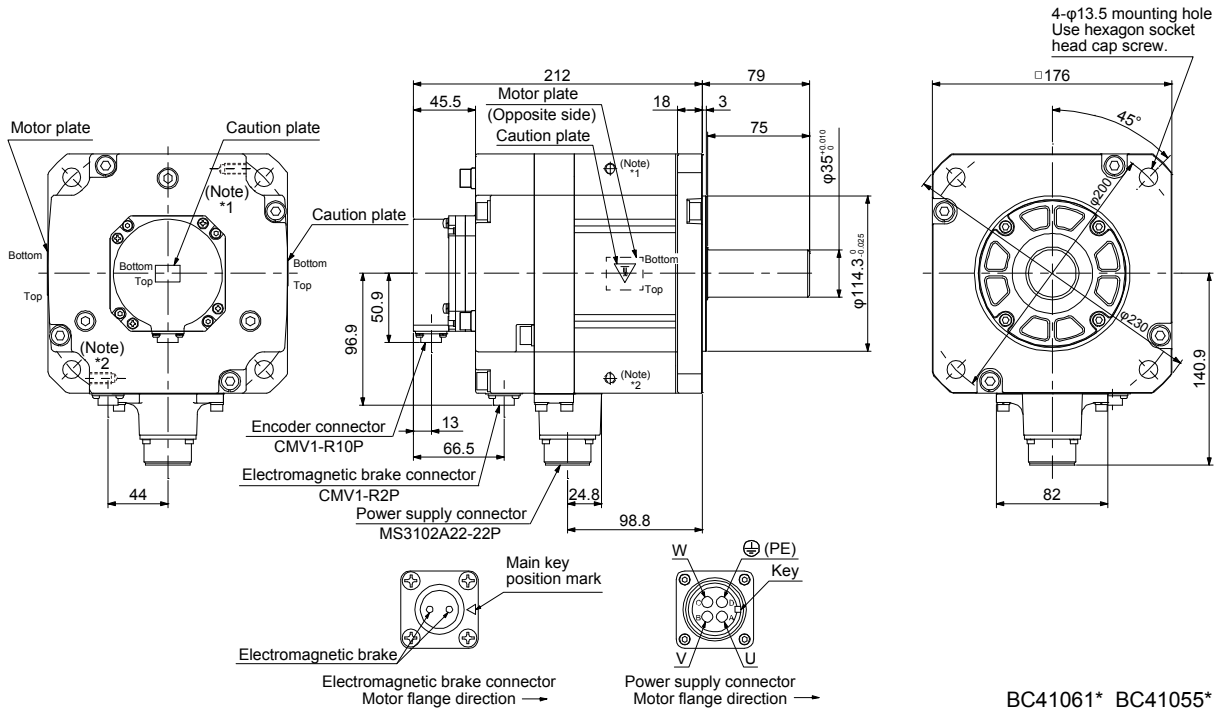 4-φ13.5 mounting hole
Use hexagon socket
head cap screw.
212
79
□176
45.5
Motor plate
(Opposite side)
Caution plate
18
3
75
45°
Motor plate
Caution plate
(Note)
*1
Caution plate
Bottom
Top
Bottom
Top
Bottom
Top
(Note)
*2
(Note)
*1
Bottom
Top
(Note)
*2
φ35 +0.010 0
φ114.3 0 -0.025
φ200
φ230
140.9
96.9
50.9
13
66.5
Encoder connector
CMV1-R10P
Electromagnetic brake connector
CMV1-R2P
Power supply connector
MS3102A22-22P
44
24.8
98.8
82
Main key
position mark
Electromagnetic brake
Electromagnetic brake connector
Motor flange direction
W
(PE)
Key
C
D
B
A
V
U
Power supply connector
Motor flange direction
BC41061* BC41055*